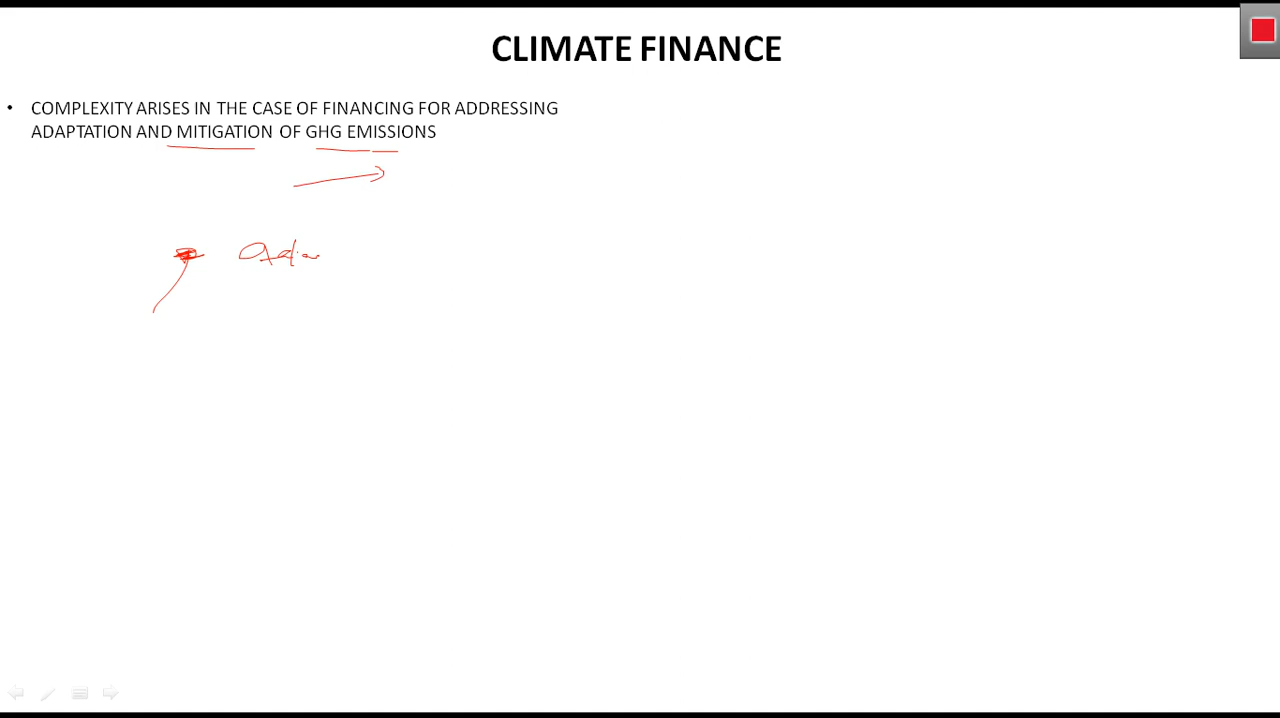 CLIMATE FINANCE
• COMPLEXITY ARISES IN THE CASE OF FINANCING FOR ADDRESSING
ADAPTATION AND MITIGATION OF GHG EMISSIONS